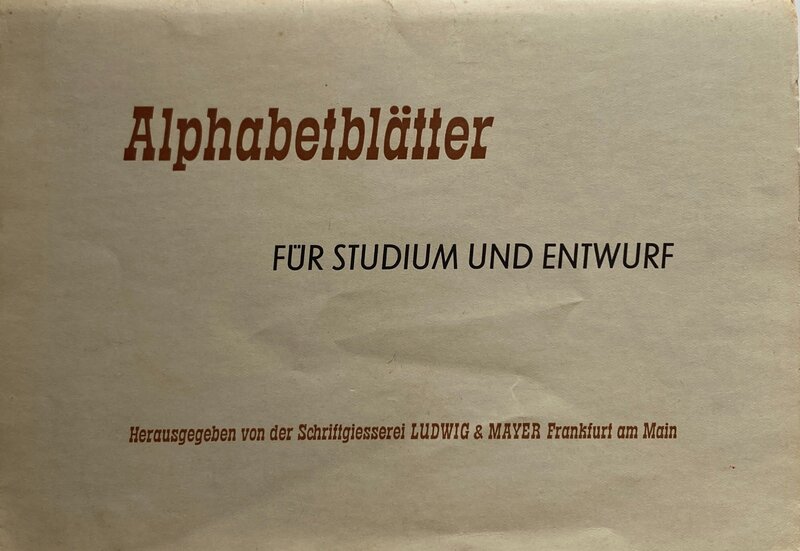 Alphabetblätter
FÜR STUDIUM UND ENTWURF
Herausgegeben von der Schriftgiesserei LUDWIG & MAYER Frankfurt am Main